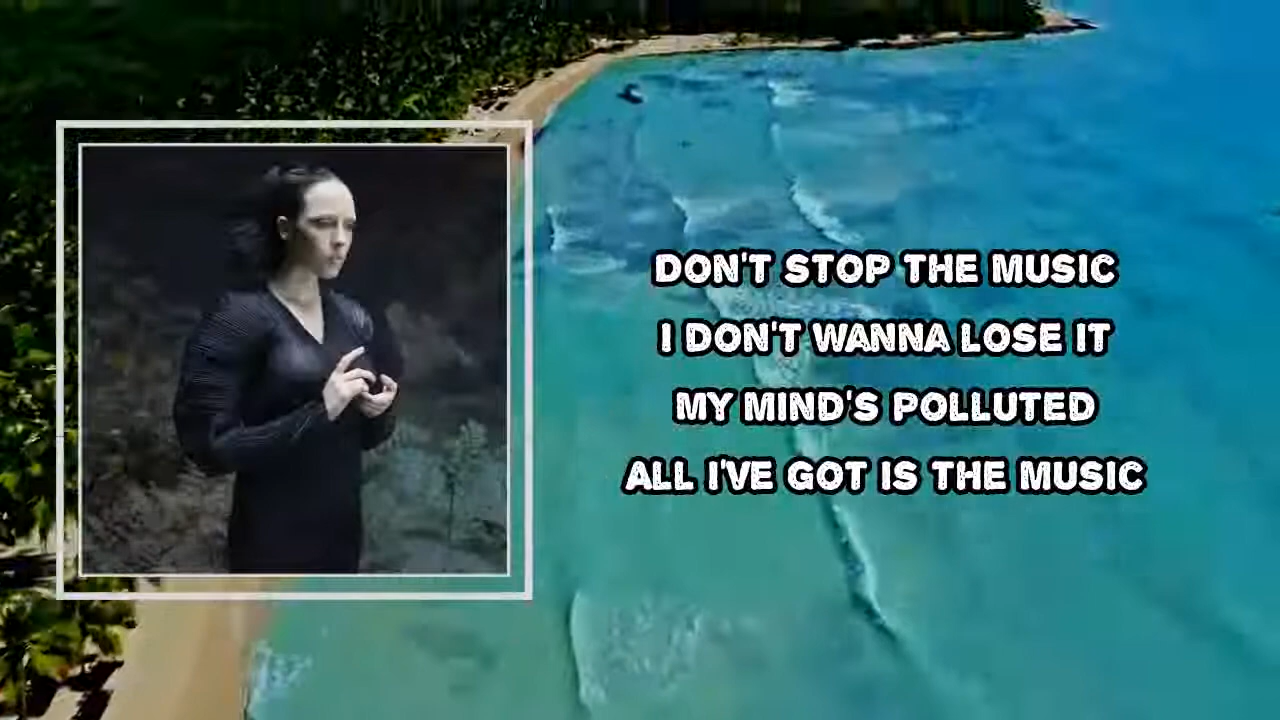 DON'T STOP THE MUSIC
I DON'T WANNA LOSE IT
MY MIND'S POLLUTED
ALL I'VE GOT IS THE MUSIC